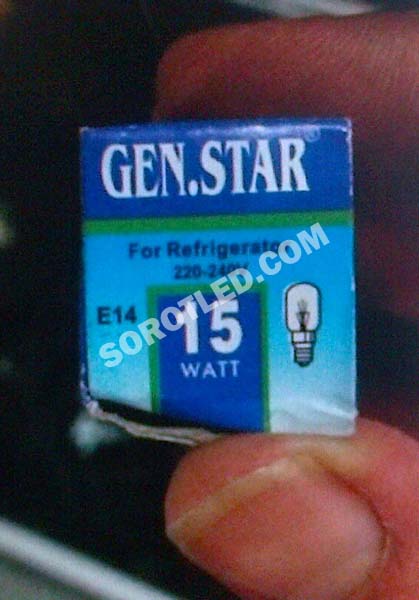 GEN.STAR®
For Refrigerator
220-240V
E14
15
WATT
SOROTLED.COM